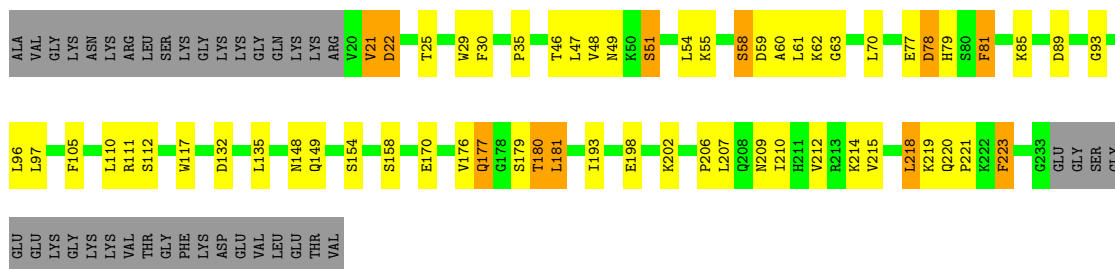 ALA VAL GLY LYS ASN LYS ARG LEU SER LYS GLY LYS LYS GLY GLN LYS LYS ARG V20 V21 D22 T25 W29 F30 P35 T46 L47 V48 N49 K50 S51 L54 K55 S58 D59 A60 L61 K62 G63 L70 E77 D78 H79 S80 F81 K85 D89 G93
L96 L97 F105 L110 R111 S112 W117 D132 L135 N148 Q149 S154 S158 E170 V176 Q177 G178 S179 T180 L181 I193 E198 K202 P206 L207 Q208 N209 I210 H211 V212 R213 K214 V215 L218 K219 Q220 P221 K222 F223 G233 GLU GLY SER GLY
GLU GLU LYS GLY LYS LYS VAL THR GLY PHE LYS ASP GLU VAL LEU GLU THR VAL